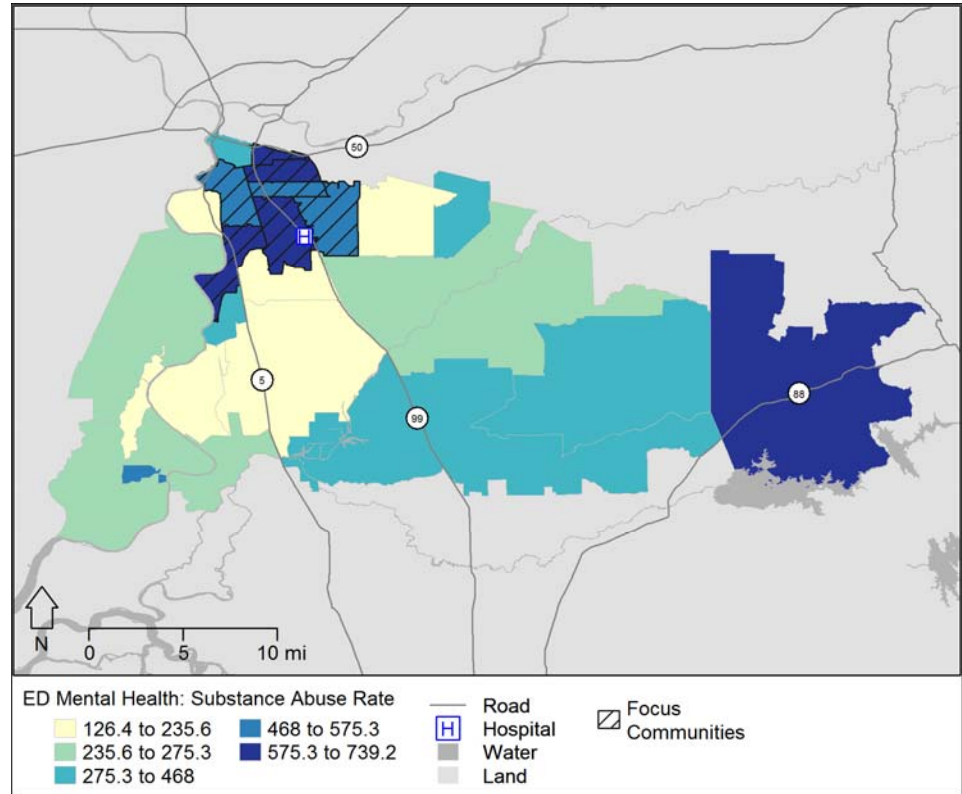 50
H
5
99
88
N
0 5 10 mi
ED Mental Health: Substance Abuse Rate
126.4 to 235.6
235.6 to 275.3
275.3 to 468
468 to 575.3
575.3 to 739.2
Road
H Hospital
Water
Land
Focus
Communities